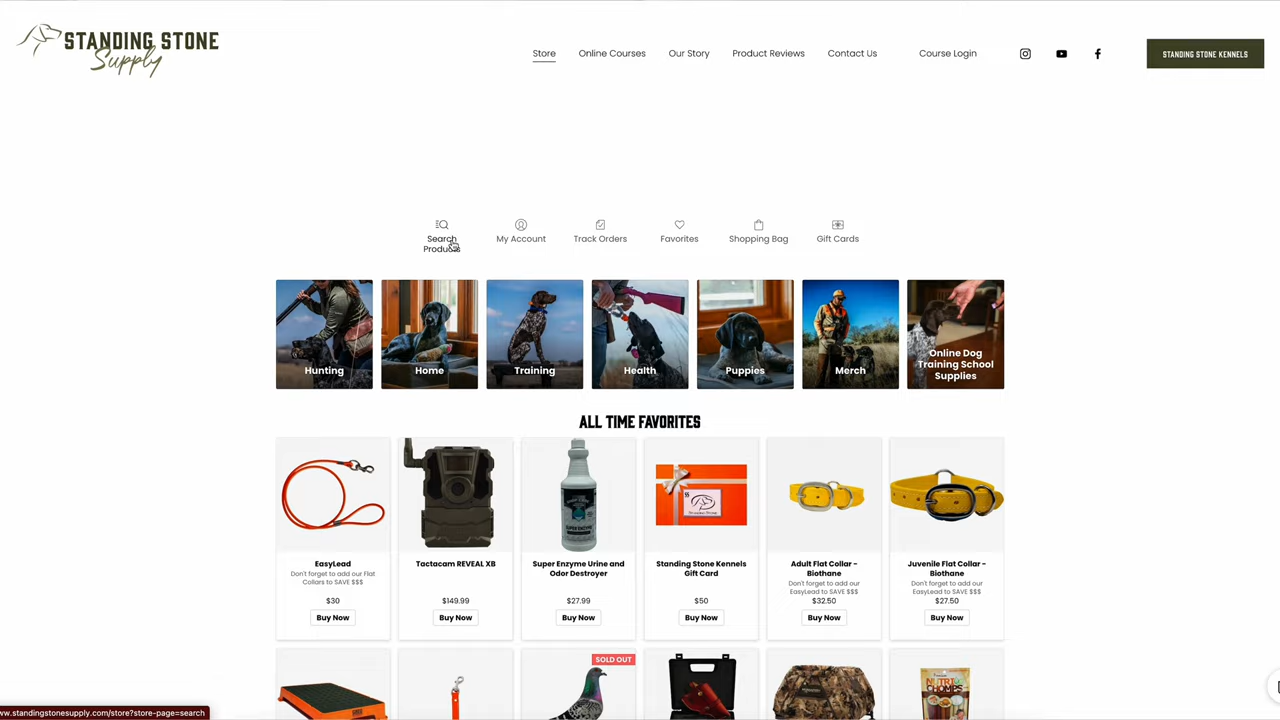 STANDING STONE
Supply
Store
Online Courses
Our Story
Product Reviews
Contact Us
Course Login
STANDING STONE KENNELS
Search
Products
My Account
Track Orders
Favorites
Shopping Bag
Gift Cards
Hunting
Home
Training
Health
Puppies
Merch
Online Dog
Training School
Supplies
ALL TIME FAVORITES
EasyLead
Don't forget to add our Flat
Collars to SAVE $$$
$30
Buy Now
Tactacam REVEAL XB
$149.99
Buy Now
Super Enzyme Urine and
Odor Destroyer
$27.99
Buy Now
Standing Stone Kennels
Gift Card
$50
Buy Now
Adult Flat Collar -
Biothane
Don't forget to add our
EasyLead to SAVE $$$
$32.50
Buy Now
Juvenile Flat Collar -
Biothane
Don't forget to add our
EasyLead to SAVE $$$
$27.50
Buy Now
SOLD OUT
NUTRI
CHOMPS
ww.standingstonesupply.com/store?store-page=search